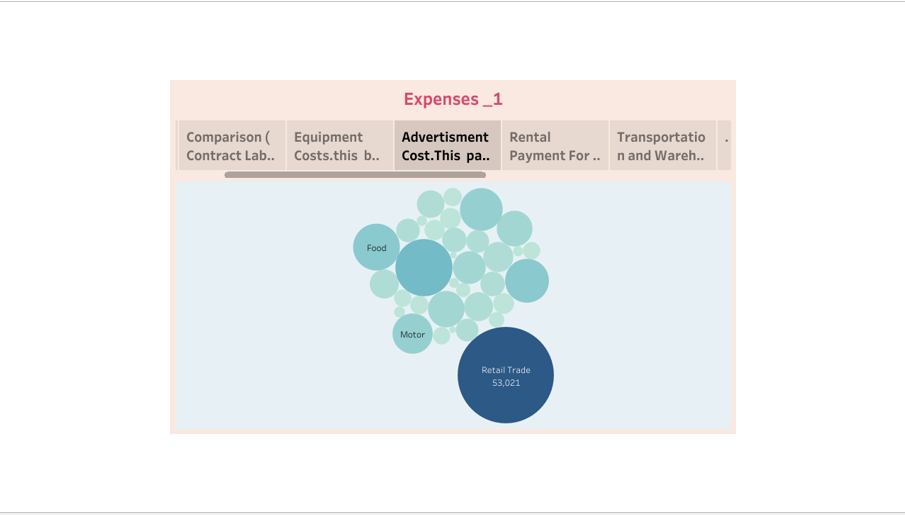 Expenses _1
Comparison (
Contract Lab..
Equipment
Costs.this b..
Advertisment
Cost.This pa..
Rental
Payment For ..
Transportatio
n and Wareh..
.
Food
Motor
Retail Trade
53,021